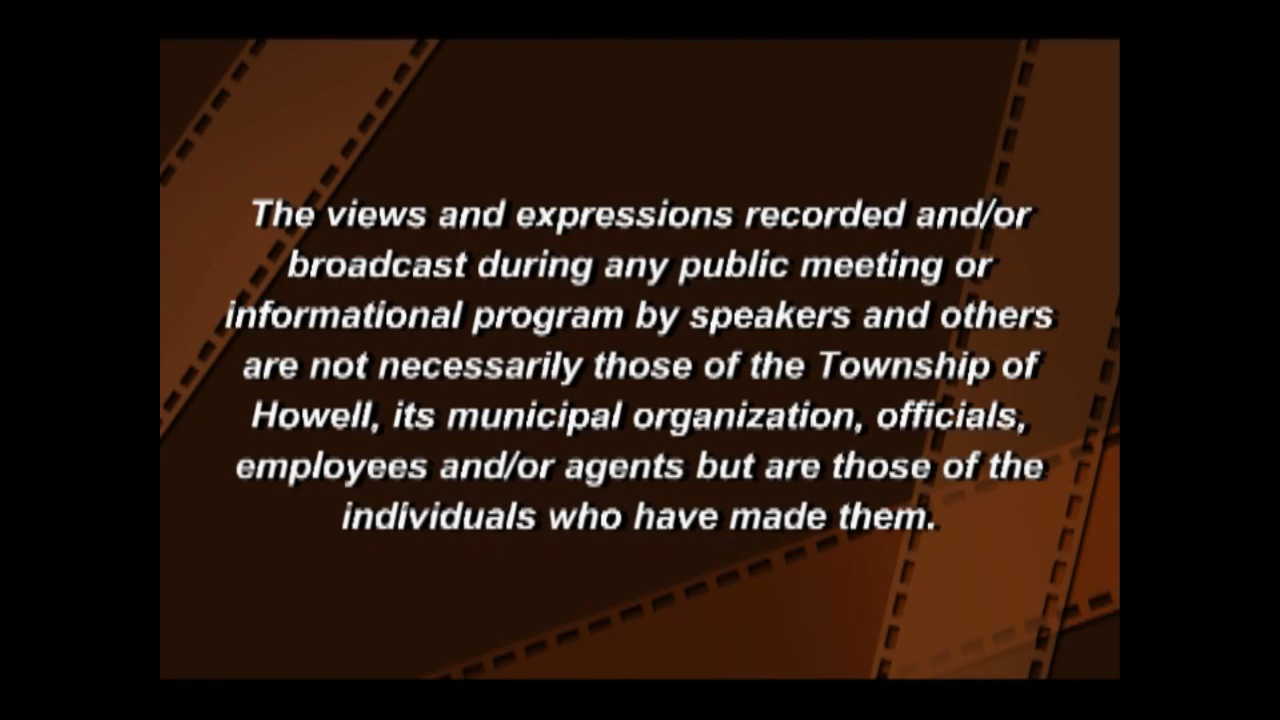 The views and expressions recorded and/or
broadcast during any public meeting or
informational program by speakers and others
are not necessarily those of the Township of
Howell, its municipal organization, officials,
employees and/or agents but are those of the
individuals who have made them.